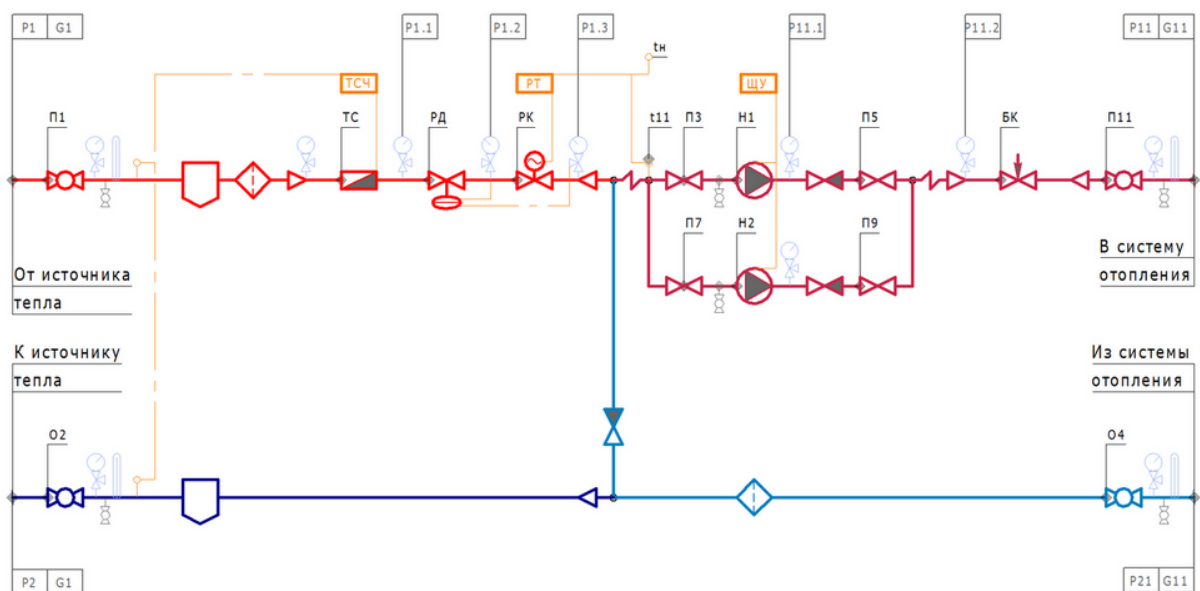 P1 G1
P1.1
P1.2
P1.3
tн
P11.1
P11.2
P11 G11
ТСЧ
РТ
ЩУ
П1
ТС
РД
РК
t11
П3
Н1
П5
БК
П11
П7
Н2
П9
От источника
тепла
В систему
отопления
К источнику
тепла
Из системы
отопления
О2
О4
P2 G1
P21 G11